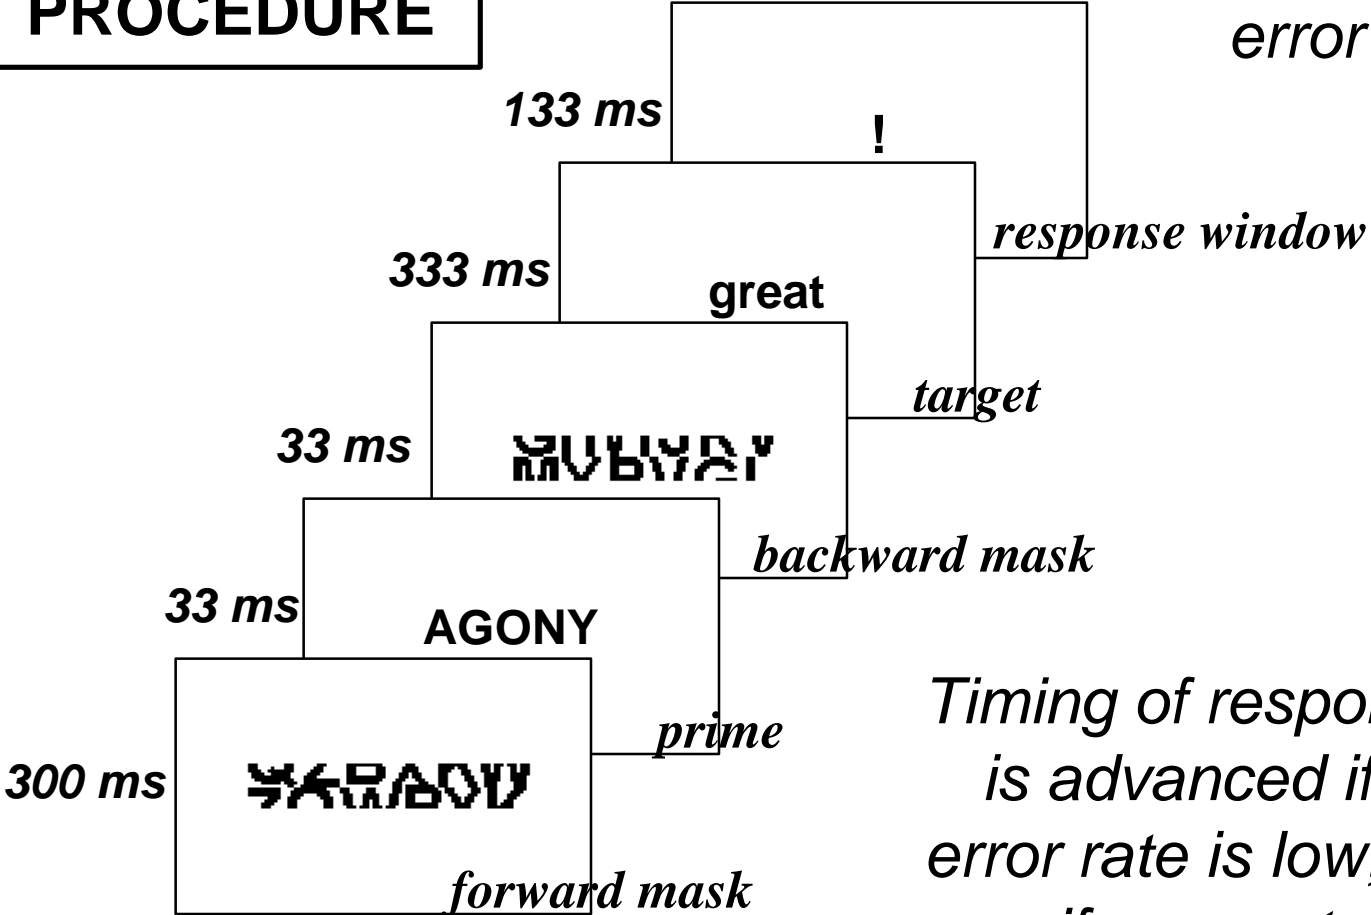 PROCEDURE
error
133 ms
!
response window
333 ms
great
target
33 ms
backward mask
33 ms
AGONY
prime
300 ms
forward mask
Timing of
is advanced if
error rate is low,